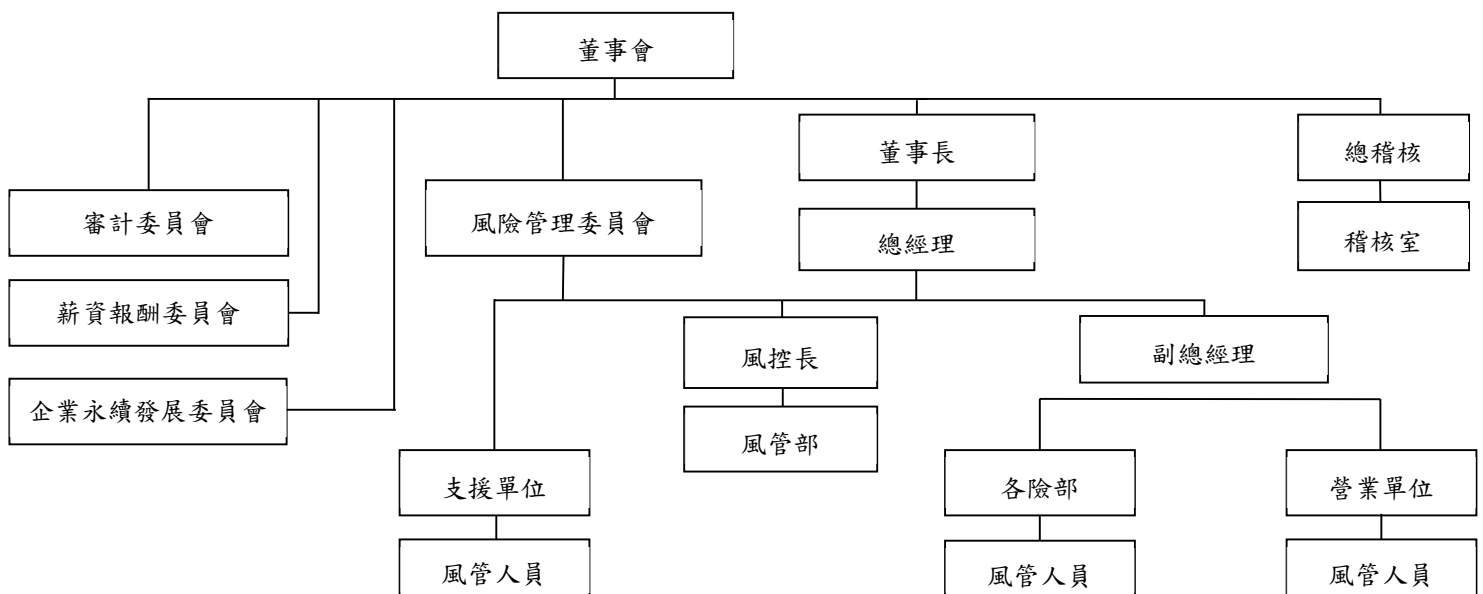 董事會
董事長
總稽核
審計委員會
風險管理委員會
總經理
稽核室
薪資報酬委員會
風控長
副總經理
企業永續發展委員會
風管部
支援單位
各險部
營業單位
風管人員
風管人員
風管人員